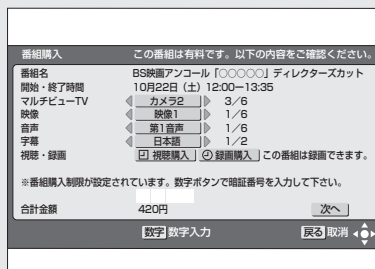 番組購入 この番組は有料です。以下の内容をご確認ください。
番組名 BS映画アンコール「○○○○○」ディレクターズカット
開始・終了時間 10月22日（土）12:00−13:35
マルチビューTV カメラ2 3／6
映像 映像1 1／6
音声 第1音声 1／6
字幕 日本語 1／2
視聴・録画 視聴購入 録画購入 この番組は録画できます。
※番組購入制限が設定されています。数字ボタンで暗証番号を入力して下さい。
合計金額 420円 次へ
数字 数字入力 戻る 取消